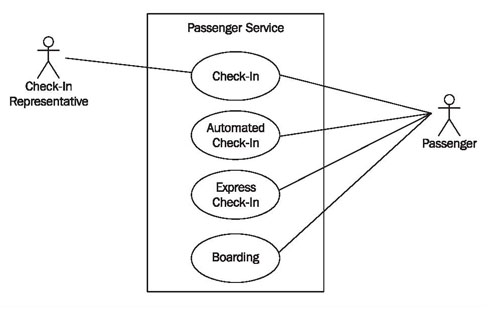 Passenger Service
Check-In
Representative
Check-In
Automated
Check-In
Express
Check-In
Boarding
Passenger